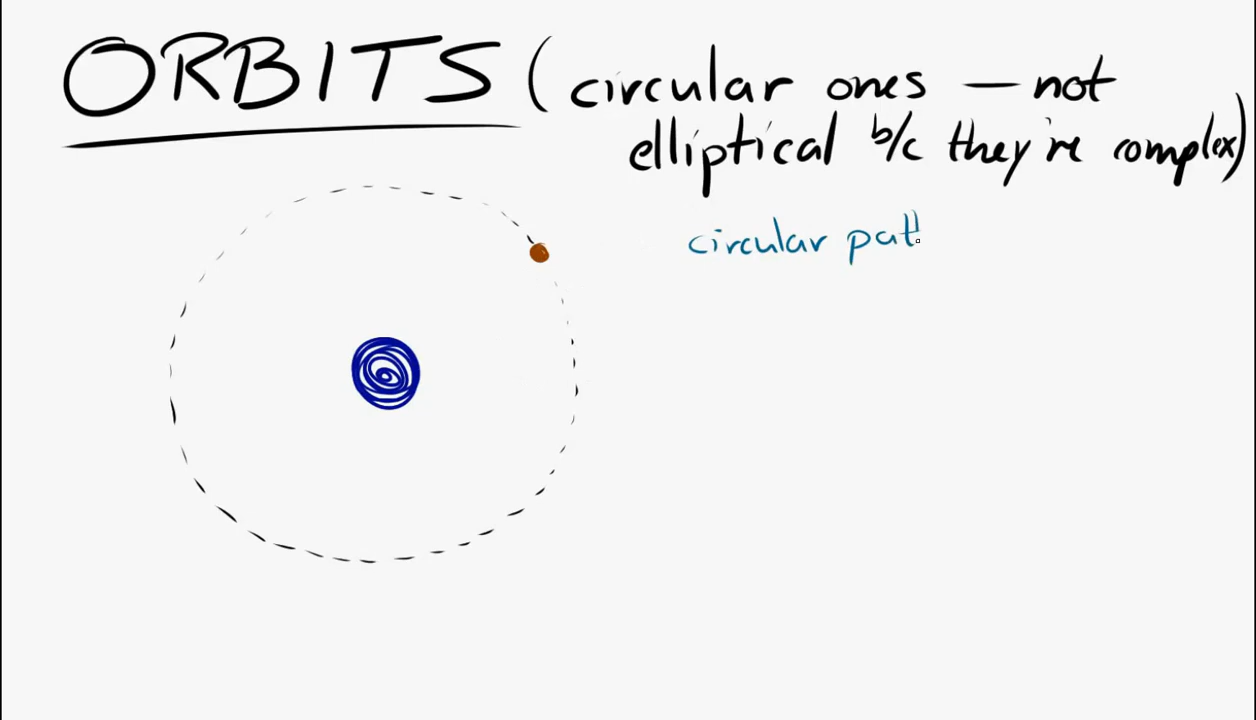 ORBITS (circular ones — not
elliptical b/c they're complex)
circular pat